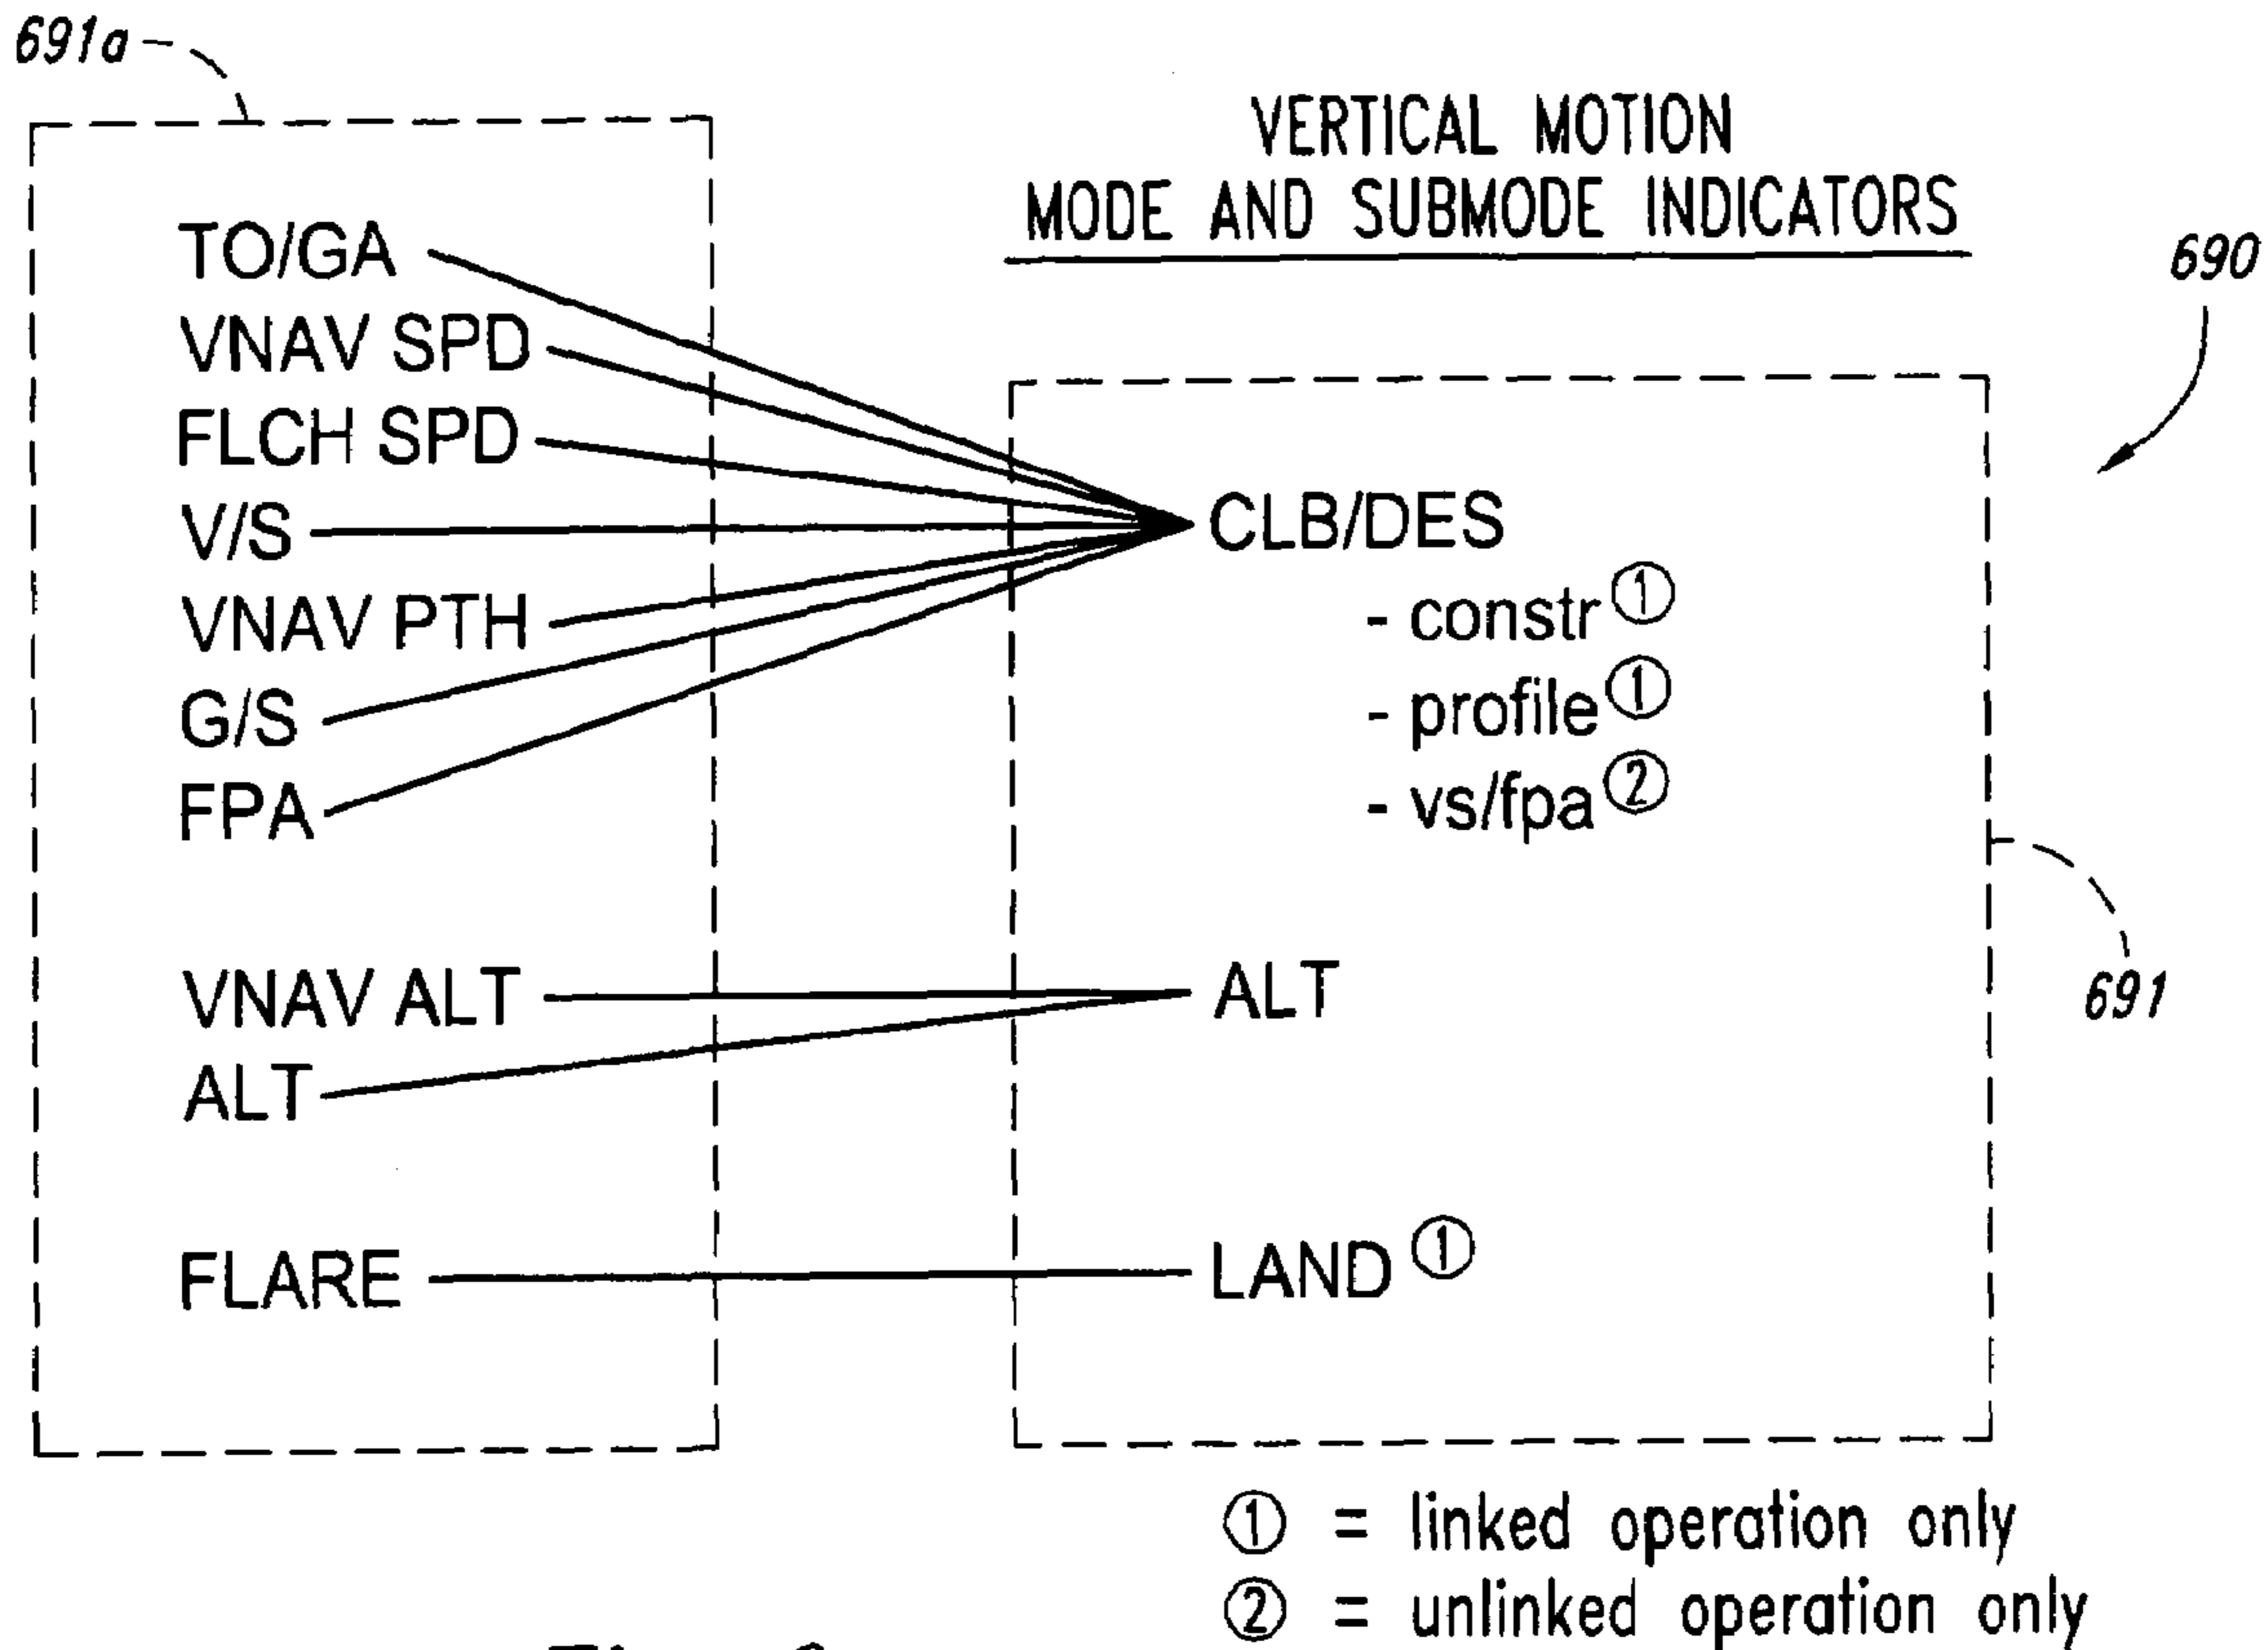 691a
VERTICAL MOTION
MODE AND SUBMODE INDICATORS
690
TO/GA
VNAV SPD
FLCH SPD
V/S
VNAV PTH
G/S
FPA
VNAV ALT
ALT
FLARE
CLB/DES
- constr ①
- profile ①
- vs/fpa ②
ALT
LAND ①
691
① = linked operation only
② = unlinked operation only